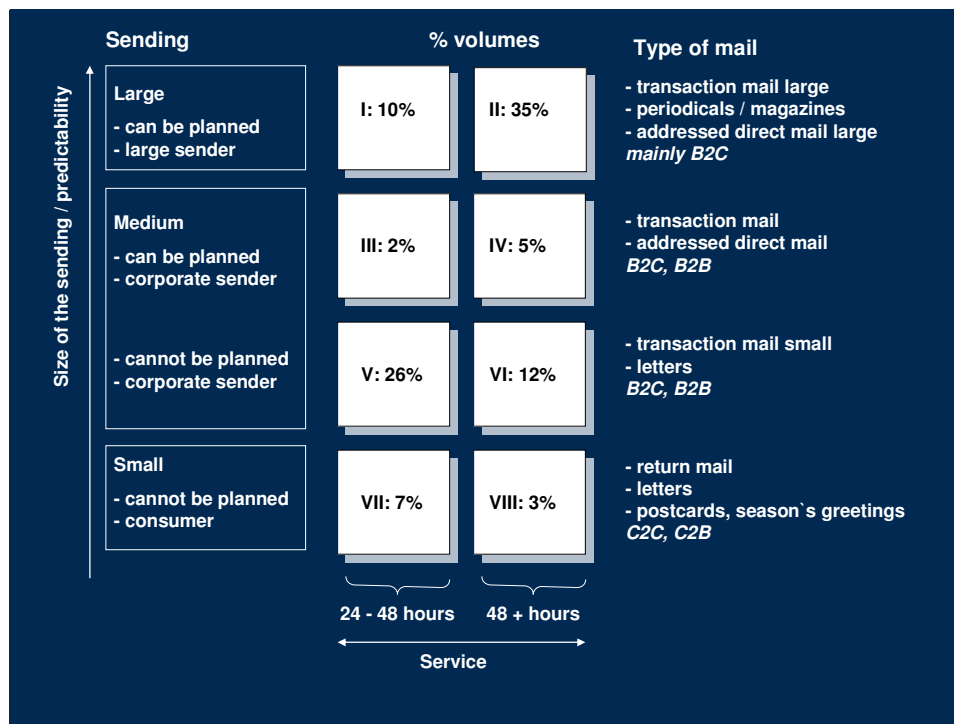 Sending
% volumes
Type of mail
Size of the sending / predictability
Large
- can be planned
- large sender
I: 10%
II: 35%
- transaction mail large
- periodicals / magazines
- addressed direct mail large
mainly B2C
Medium
- can be planned
- corporate sender
III: 2%
IV: 5%
- transaction mail
- addressed direct mail
B2C, B2B
- cannot be planned
- corporate sender
V: 26%
VI: 12%
- transaction mail small
- letters
B2C, B2B
Small
- cannot be planned
- consumer
VII: 7%
VIII: 3%
- return mail
- letters
- postcards, season`s greetings
C2C, C2B
24 - 48 hours
48 + hours
Service